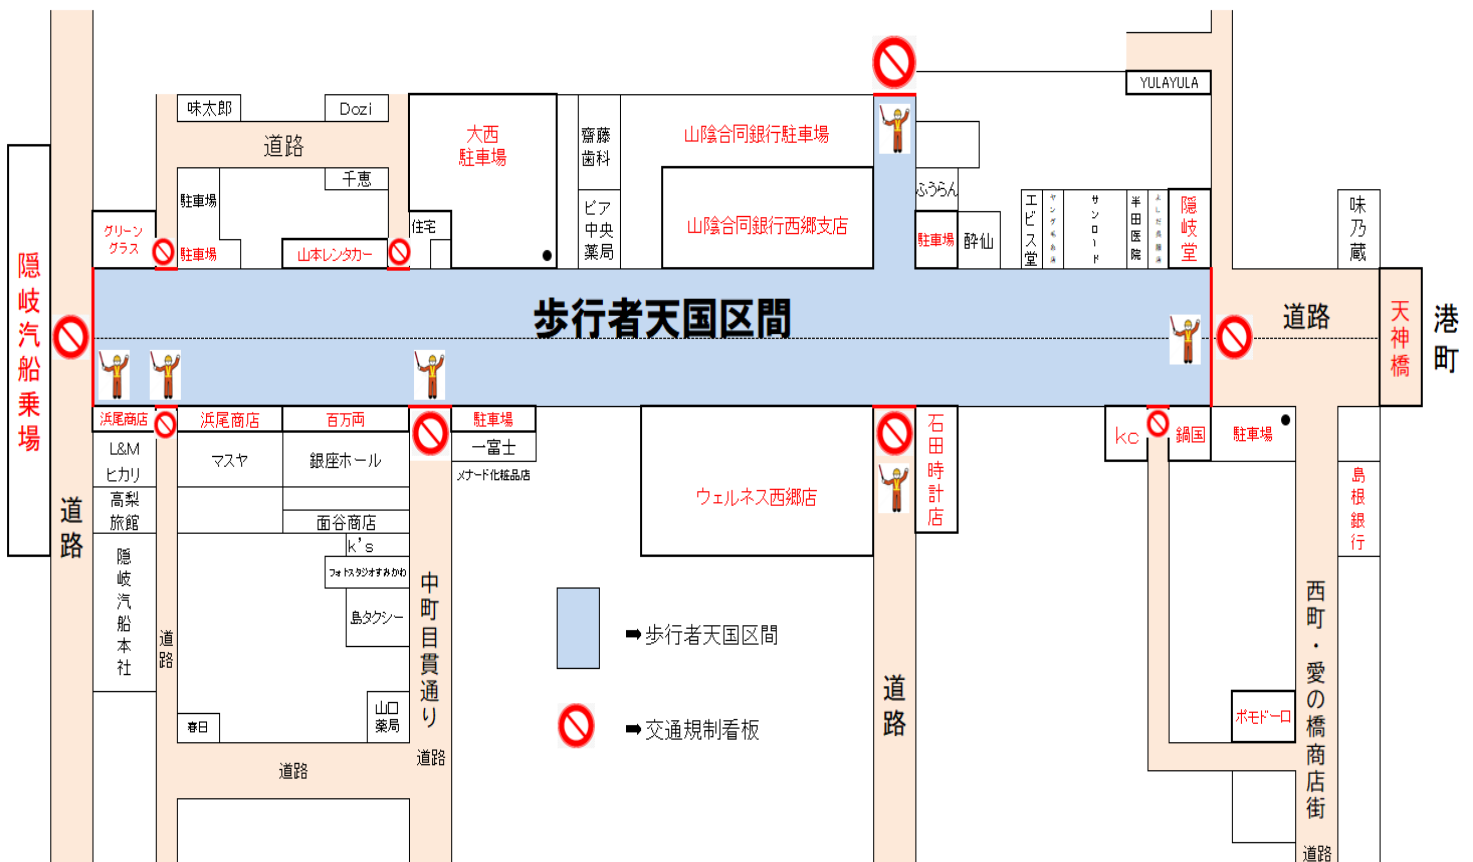 YULAYULA
味太郎
Dozi
道路
大西
駐車場
齋藤
歯科
山陰合同銀行駐車場
千恵
駐車場
ふうらん
ピア
中央
薬局
山陰合同銀行西郷支店
エビス堂
サンロード
半田医院
隠岐堂
味乃蔵
グリーン
グラス
駐車場
山本レンタカー
住宅
駐車場
酔仙
隠岐汽船乗場
歩行者天国区間
道路
天神橋
港町
浜尾商店
浜尾商店
百万両
駐車場
石田時計店
kc
鍋国
駐車場
L&M
ヒカリ
マスヤ
銀座ホール
一富士
メナード化粧品店
高梨
旅館
面谷商店
ウェルネス西郷店
島根銀行
道路
k's
フォトスタジオすみかわ
隠岐汽船本社
島タクシー
中町目貫通り
道路
➡歩行者天国区間
西町・愛の橋商店街
道路
春日
山口
薬局
➡交通規制看板
ポモドーロ
道路
道路
道路